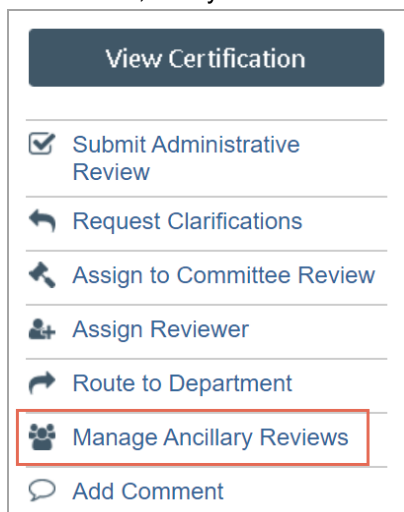 View Certification
Submit Administrative
Review
Request Clarifications
Assign to Committee Review
Assign Reviewer
Route to Department
Manage Ancillary Reviews
Add Comment